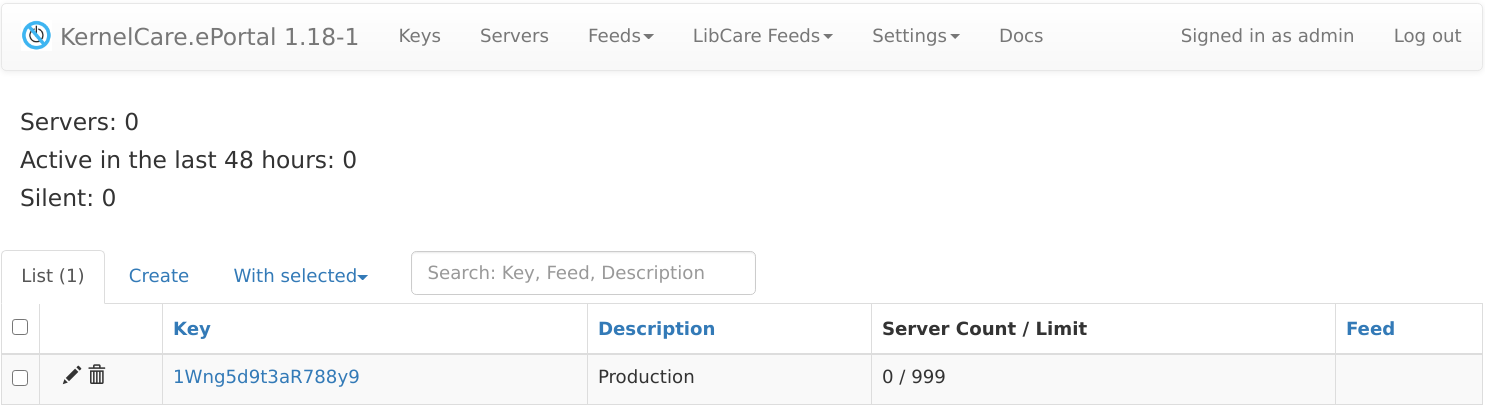 KernelCare.ePortal 1.18-1 Keys Servers Feeds LibCare Feeds Settings Docs Signed in as admin Log out
Servers: 0
Active in the last 48 hours: 0
Silent: 0
List (1) Create With selected Search: Key, Feed, Description
Key Description Server Count / Limit Feed
1Wng5d9t3aR788y9 Production 0 / 999